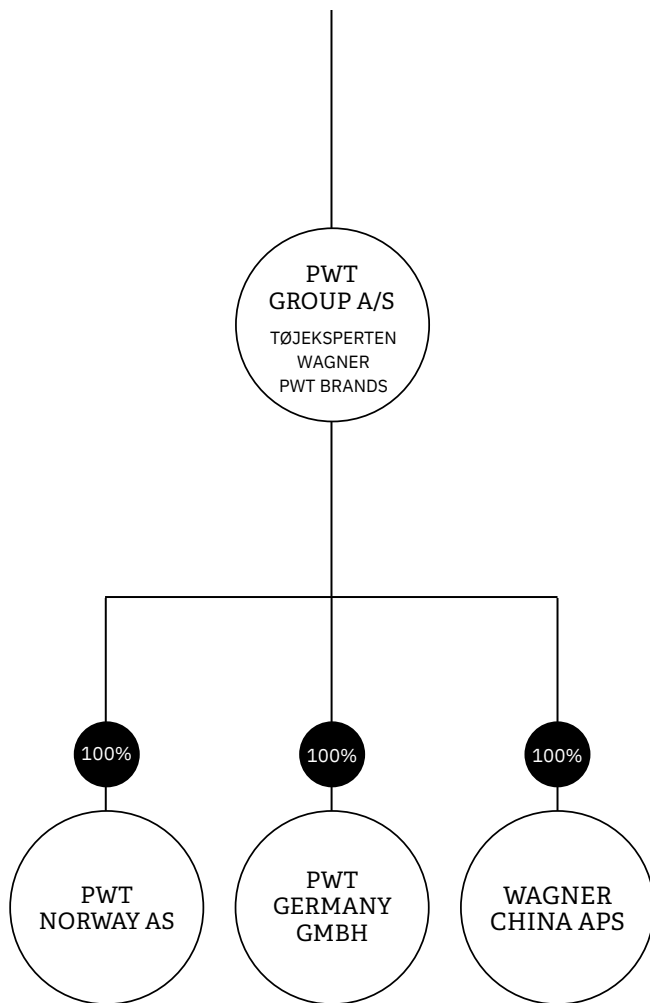 PWT
GROUP A/S
TØJEKSPERTEN
WAGNER
PWT BRANDS
100%
100%
100%
PWT
NORWAY AS
PWT
GERMANY
GMBH
WAGNER
CHINA APS